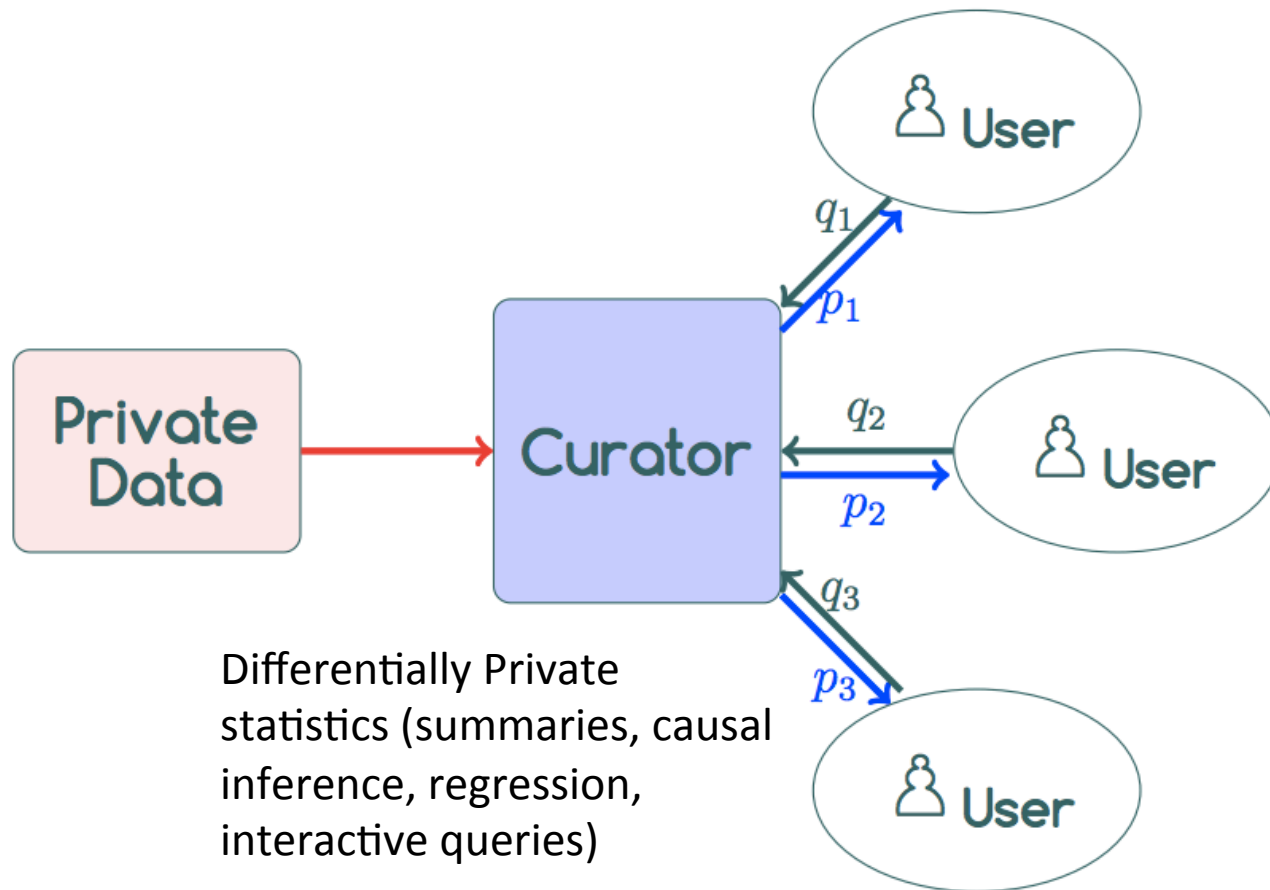 User
q₁
p₁
Private
Data
Curator
q₂
p₂
User
q₃
p₃
User
Differentially Private
statistics (summaries, causal
inference, regression,
interactive queries)